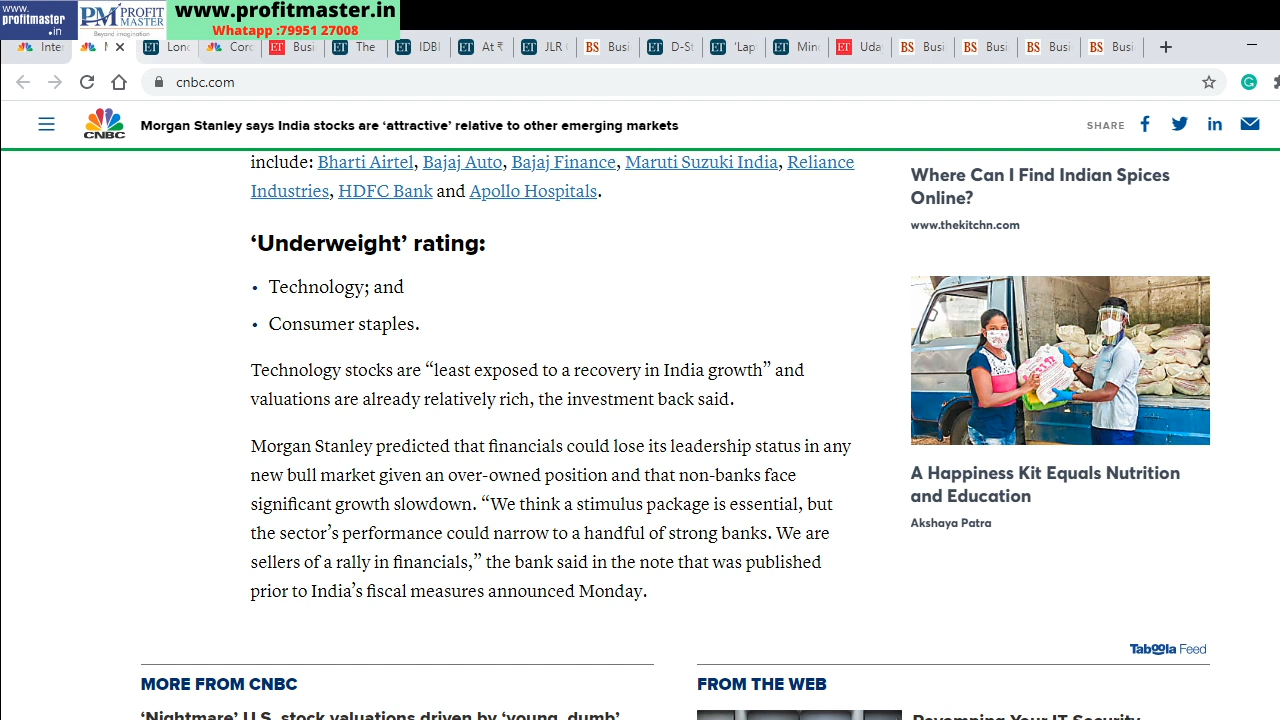 www.
profitmaster
.in
PM PROFIT
MASTER
Beyond imagination
www.profitmaster.in
Whatapp :79951 27008
Inte
M
Lond
Cord
Busi
The
IDBI
At ₹
JLR
Busi
D-St
'Lap
Mind
Uday
Busi
Busi
Busi
Busi
cnbc.com
CNBC
Morgan Stanley says India stocks are ‘attractive’ relative to other emerging markets
SHARE
include: Bharti Airtel, Bajaj Auto, Bajaj Finance, Maruti Suzuki India, Reliance
Industries, HDFC Bank and Apollo Hospitals.
‘Underweight’ rating:
• Technology; and
• Consumer staples.
Technology stocks are “least exposed to a recovery in India growth” and
valuations are already relatively rich, the investment back said.
Morgan Stanley predicted that financials could lose its leadership status in any
new bull market given an over-owned position and that non-banks face
significant growth slowdown. “We think a stimulus package is essential, but
the sector’s performance could narrow to a handful of strong banks. We are
sellers of a rally in financials,” the bank said in the note that was published
prior to India’s fiscal measures announced Monday.
Where Can I Find Indian Spices
Online?
www.thekitchn.com
A Happiness Kit Equals Nutrition
and Education
Akshaya Patra
Taboola Feed
MORE FROM CNBC
‘Nightmare’ U.S. stock valuations driven by ‘young, dumb’
FROM THE WEB
Revamping Your IT Security